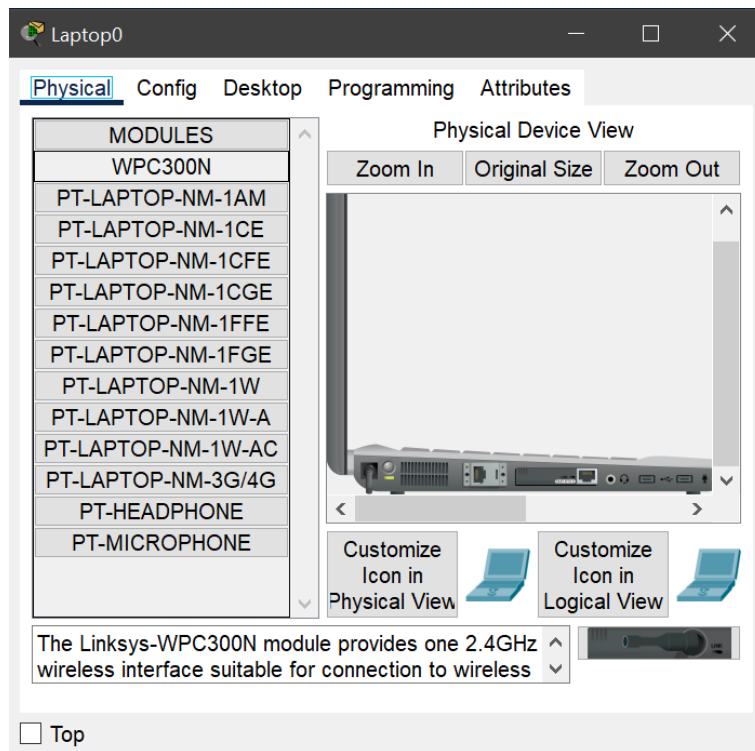 Laptop0
Physical Config Desktop Programming Attributes
MODULES
WPC300N
PT-LAPTOP-NM-1AM
PT-LAPTOP-NM-1CE
PT-LAPTOP-NM-1CFE
PT-LAPTOP-NM-1CGE
PT-LAPTOP-NM-1FFE
PT-LAPTOP-NM-1FGE
PT-LAPTOP-NM-1W
PT-LAPTOP-NM-1W-A
PT-LAPTOP-NM-1W-AC
PT-LAPTOP-NM-3G/4G
PT-HEADPHONE
PT-MICROPHONE
Physical Device View
Zoom In Original Size Zoom Out
Customize
Icon in
Physical View
Customize
Icon in
Logical View
The Linksys-WPC300N module provides one 2.4GHz
wireless interface suitable for connection to wireless
LINK
Top